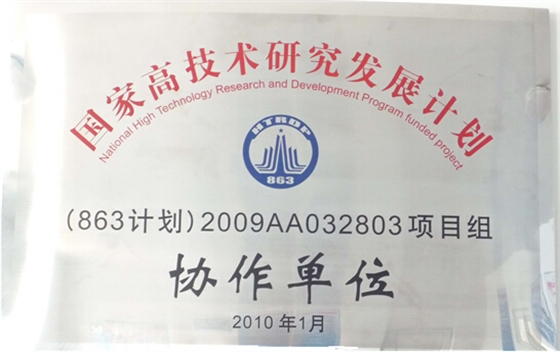 国家高技术研究发展计划
National High Technology Research and Development Program funded project
HTRDP
863
(863计划)2009AA032803项目组
协作单位
2010年1月